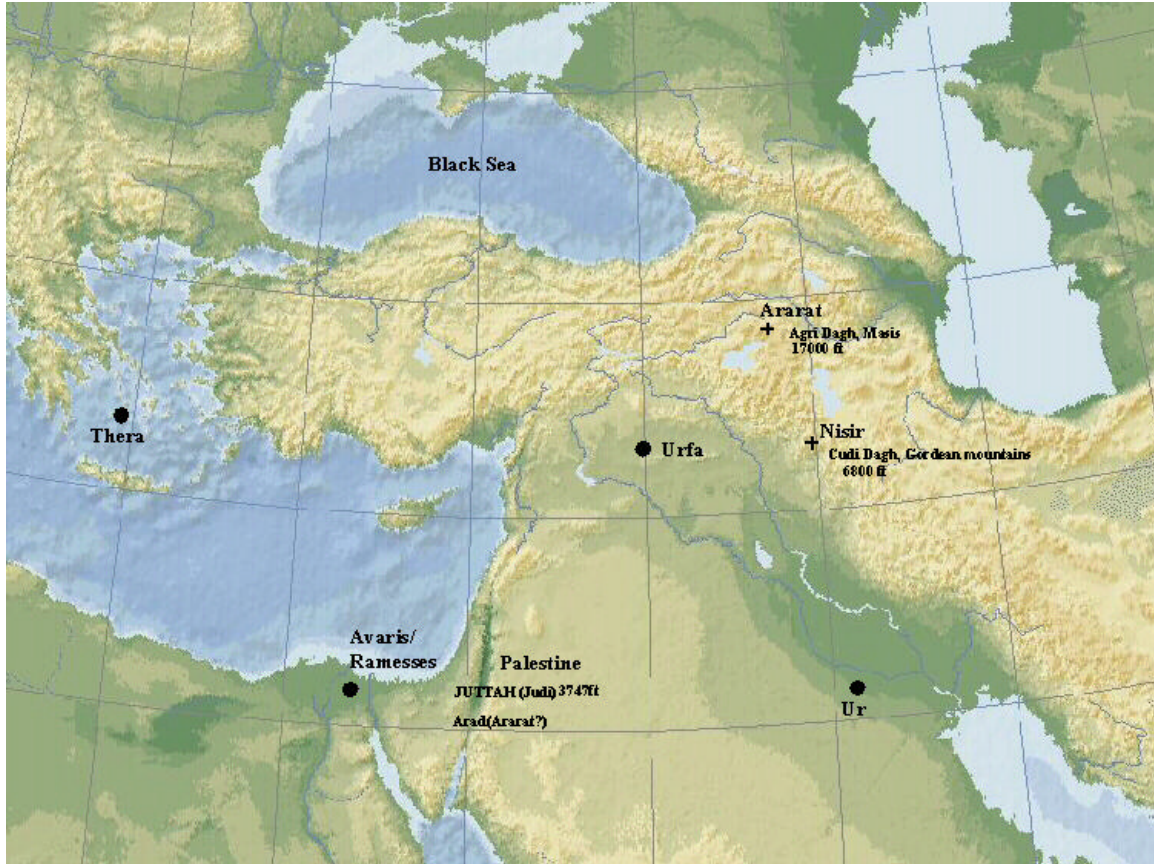 Black Sea
Ararat
Agri Dagh, Masis
17000 ft
Thera
Urfa
Nisir
Cudi Dagh, Gordean mountains
6800 ft
Avaris/
Ramesses
Palestine
JUTTAH (Judi) 3747ft
Arad(Ararat?)
Ur